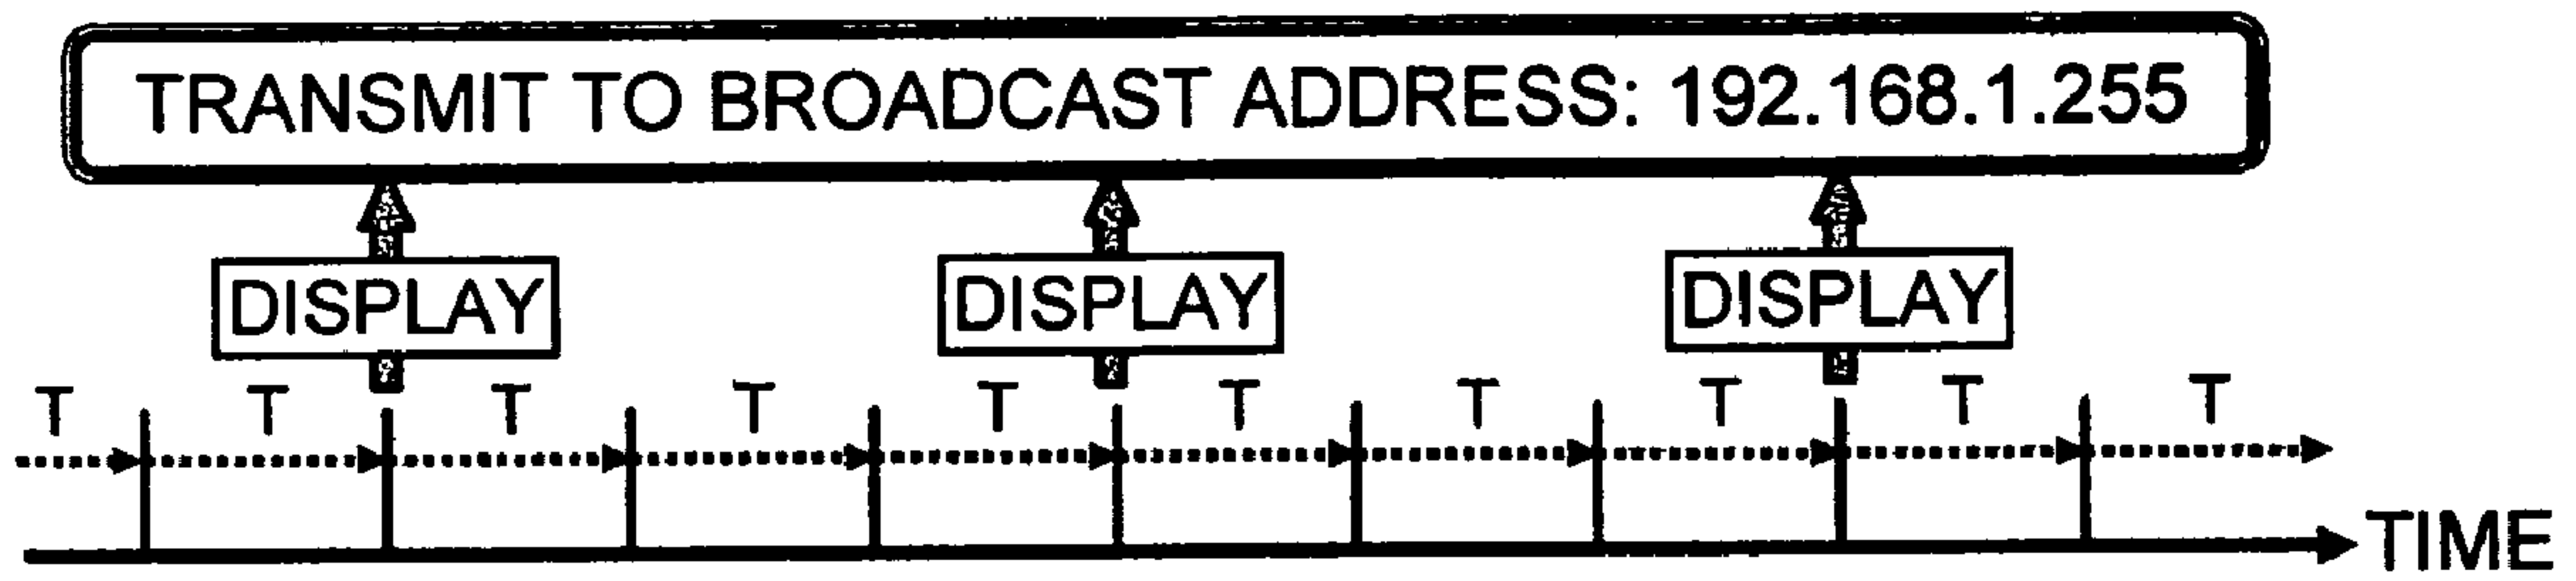 TRANSMIT TO BROADCAST ADDRESS: 192.168.1.255
DISPLAY DISPLAY DISPLAY
T T T T T T T T T T
TIME